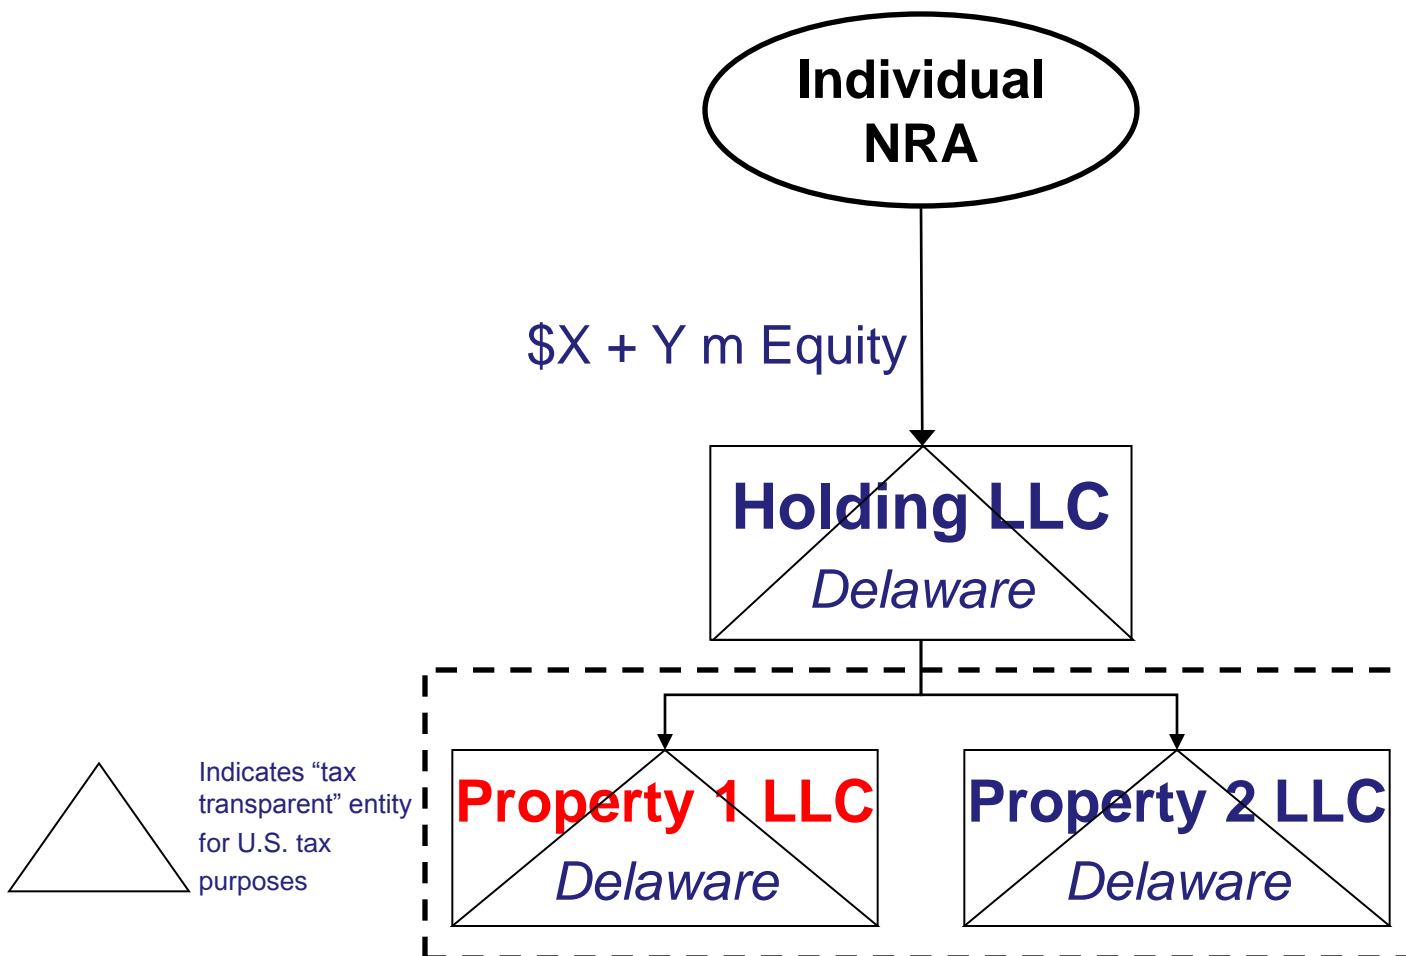 Individual
NRA
$X + Y m Equity
Holding LLC
Delaware
Indicates “tax
transparent” entity
for U.S. tax
purposes
Property 1 LLC
Delaware
Property 2 LLC
Delaware